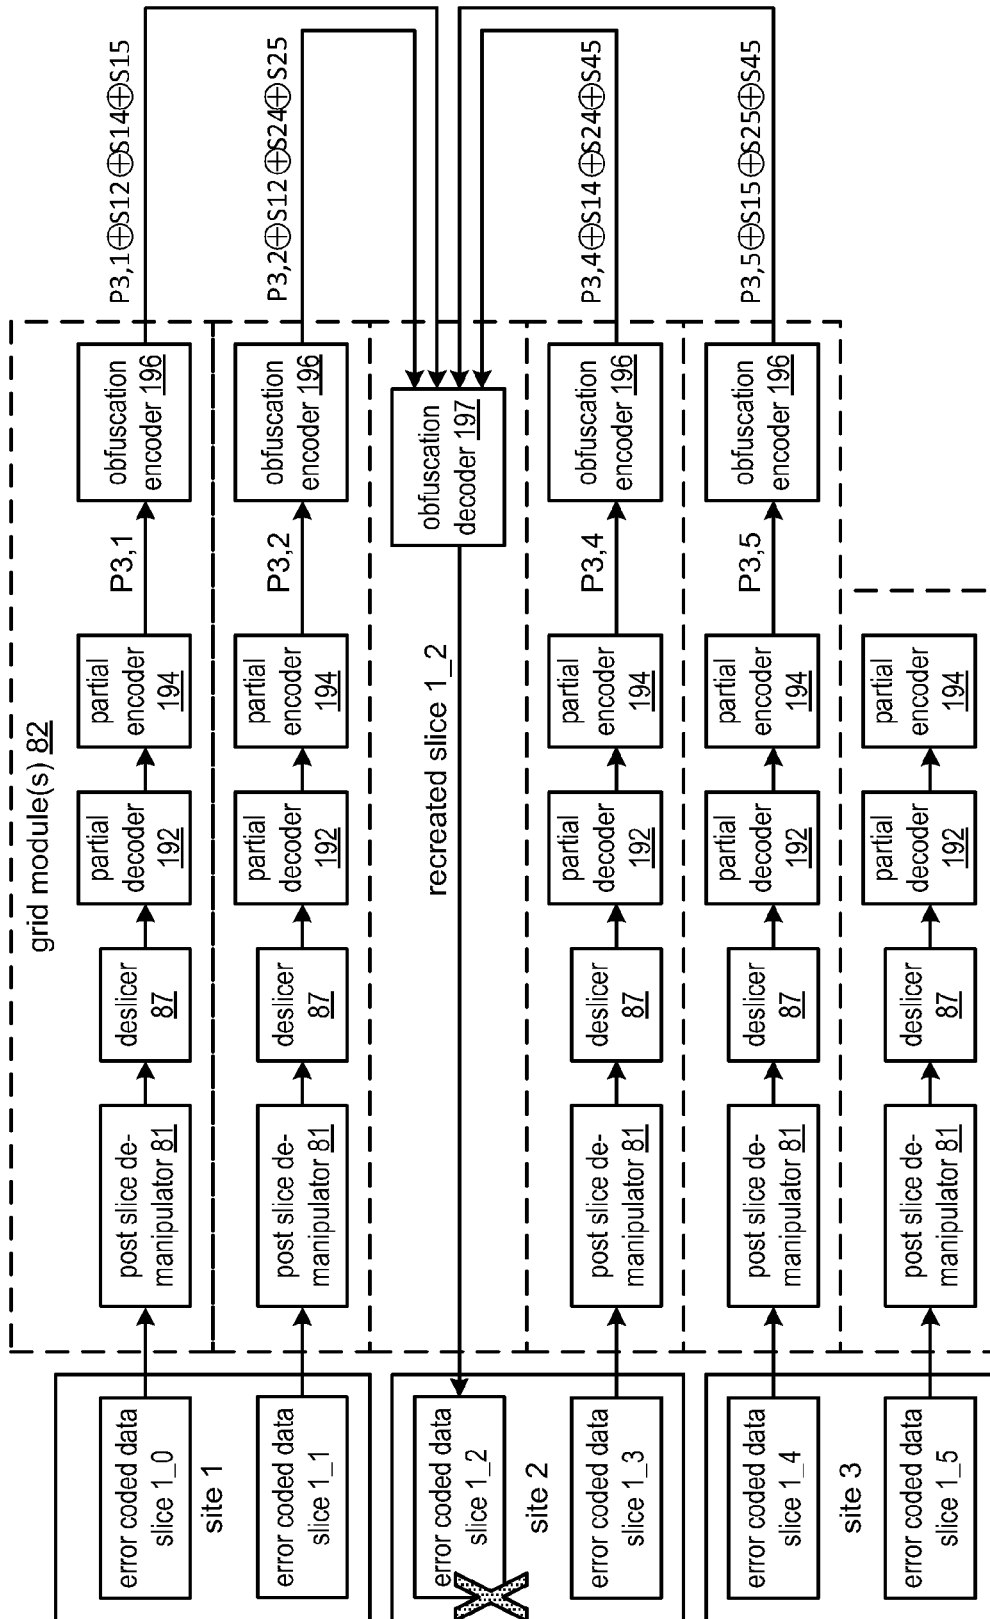 grid module(s) 82
error coded data
slice 1_0
post slice de-
manipulator 81
deslicer
87
partial
decoder
192
partial
encoder
194
P3,1
obfuscation
encoder 196
P3,1⊕S12⊕S14⊕S15
site 1
error coded data
slice 1_1
post slice de-
manipulator 81
deslicer
87
partial
decoder
192
partial
encoder
194
P3,2
obfuscation
encoder 196
P3,2⊕S12⊕S24⊕S25
error coded data
slice 1_2
recreated slice 1_2
obfuscation
decoder 197
site 2
error coded data
slice 1_3
post slice de-
manipulator 81
deslicer
87
partial
decoder
192
partial
encoder
194
P3,4
obfuscation
encoder 196
P3,4⊕S14⊕S24⊕S45
error coded data
slice 1_4
post slice de-
manipulator 81
deslicer
87
partial
decoder
192
partial
encoder
194
P3,5
obfuscation
encoder 196
P3,5⊕S15⊕S25⊕S45
site 3
error coded data
slice 1_5
post slice de-
manipulator 81
deslicer
87
partial
decoder
192
partial
encoder
194